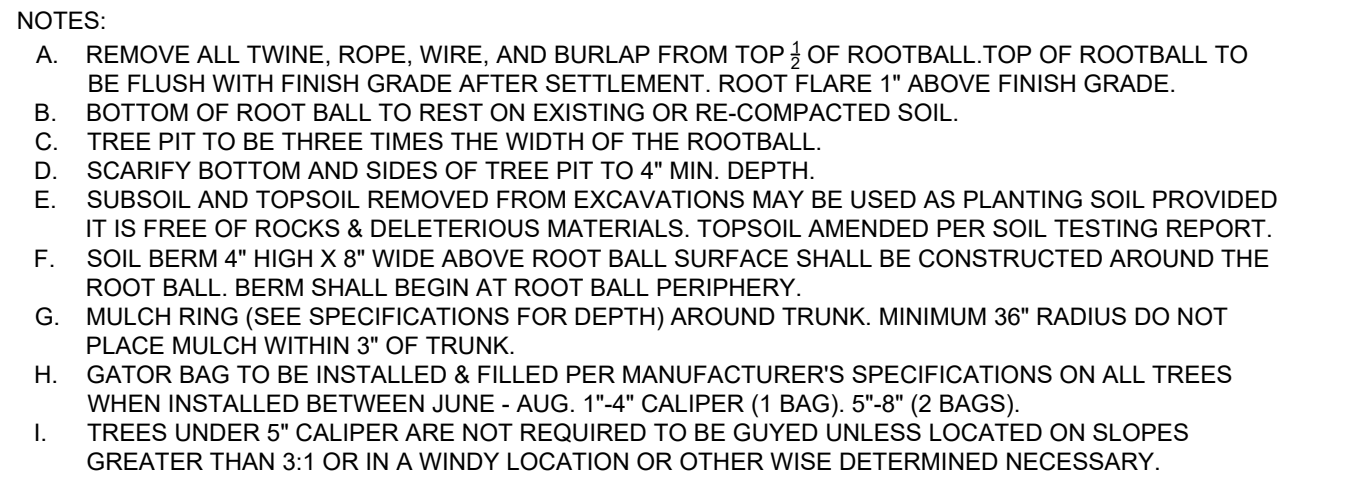 NOTES:
A. REMOVE ALL TWINE, ROPE, WIRE, AND BURLAP FROM TOP 1/2 OF ROOTBALL.TOP OF ROOTBALL TO
BE FLUSH WITH FINISH GRADE AFTER SETTLEMENT. ROOT FLARE 1" ABOVE FINISH GRADE.
B. BOTTOM OF ROOT BALL TO REST ON EXISTING OR RE-COMPACTED SOIL.
C. TREE PIT TO BE THREE TIMES THE WIDTH OF THE ROOTBALL.
D. SCARIFY BOTTOM AND SIDES OF TREE PIT TO 4" MIN. DEPTH.
E. SUBSOIL AND TOPSOIL REMOVED FROM EXCAVATIONS MAY BE USED AS PLANTING SOIL PROVIDED
IT IS FREE OF ROCKS & DELETERIOUS MATERIALS. TOPSOIL AMENDED PER SOIL TESTING REPORT.
F. SOIL BERM 4" HIGH X 8" WIDE ABOVE ROOT BALL SURFACE SHALL BE CONSTRUCTED AROUND THE
ROOT BALL. BERM SHALL BEGIN AT ROOT BALL PERIPHERY.
G. MULCH RING (SEE SPECIFICATIONS FOR DEPTH) AROUND TRUNK. MINIMUM 36" RADIUS DO NOT
PLACE MULCH WITHIN 3" OF TRUNK.
H. GATOR BAG TO BE INSTALLED & FILLED PER MANUFACTURER'S SPECIFICATIONS ON ALL TREES
WHEN INSTALLED BETWEEN JUNE - AUG. 1"-4" CALIPER (1 BAG). 5"-8" (2 BAGS).
I. TREES UNDER 5" CALIPER ARE NOT REQUIRED TO BE GUYED UNLESS LOCATED ON SLOPES
GREATER THAN 3:1 OR IN A WINDY LOCATION OR OTHER WISE DETERMINED NECESSARY.